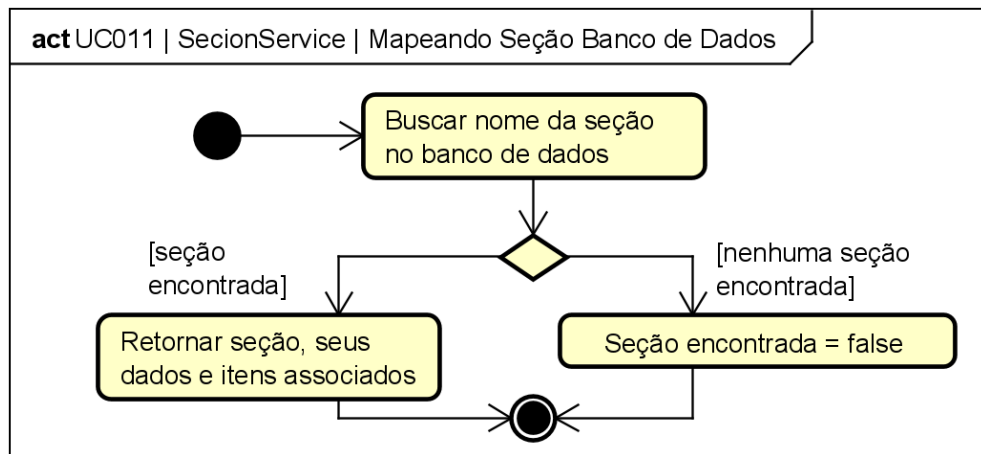 act UC011 | SecionService | Mapeando Seção Banco de Dados
Buscar nome da seção
no banco de dados
[seção
encontrada]
[nenhuma seção
encontrada]
Retornar seção, seus
dados e itens associados
Seção encontrada = false